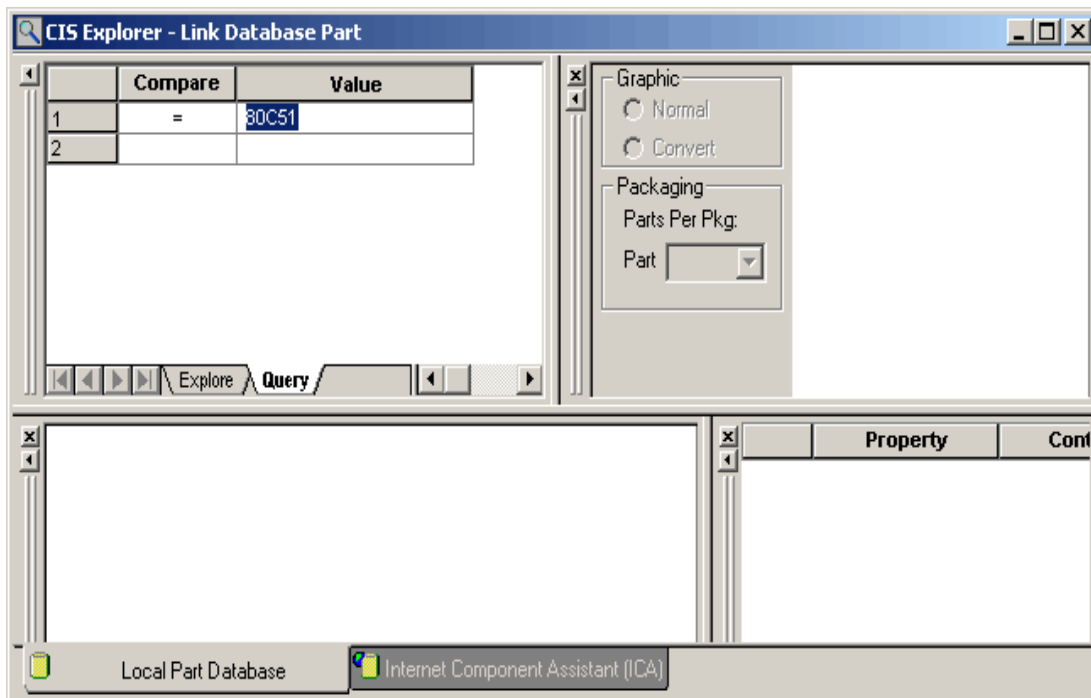 CIS Explorer - Link Database Part
Compare Value
1 = 80C51
2
Explore Query
Graphic
Normal
Convert
Packaging
Parts Per Pkg:
Part
Property Cont
Local Part Database
Internet Component Assistant (ICA)